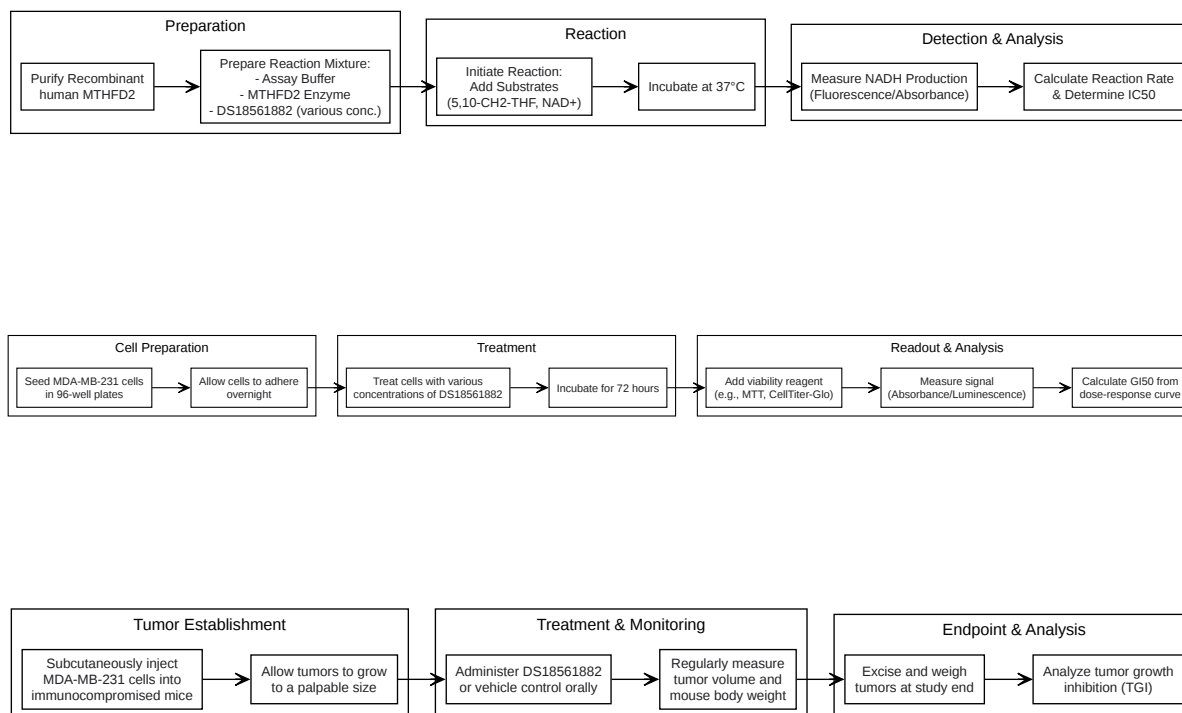 Preparation
Purify Recombinant
human MTHFD2
Prepare Reaction Mixture:
- Assay Buffer
- MTHFD2 Enzyme
- DS18561882 (various conc.)
Reaction
Initiate Reaction:
Add Substrates
(5,10-CH2-THF, NAD+)
Incubate at 37°C
Detection & Analysis
Measure NADH Production
(Fluorescence/Absorbance)
Calculate Reaction Rate
& Determine IC50
Cell Preparation
Seed MDA-MB-231 cells
in 96-well plates
Allow cells to adhere
overnight
Treatment
Treat cells with various
concentrations of DS18561882
Incubate for 72 hours
Readout & Analysis
Add viability reagent
(e.g., MTT, CellTiter-Glo)
Measure signal
(Absorbance/Luminescence)
Calculate GI50 from
dose-response curve
Tumor Establishment
Subcutaneously inject
MDA-MB-231 cells into
immunocompromised mice
Allow tumors to grow
to a palpable size
Treatment & Monitoring
Administer DS18561882
or vehicle control orally
Regularly measure
tumor volume and
mouse body weight
Endpoint & Analysis
Excise and weigh
tumors at study end
Analyze tumor growth
inhibition (TGI)